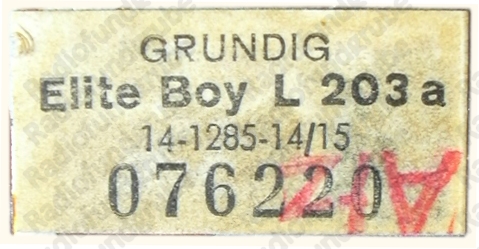 GRUNDIG
Elite Boy L 203 a
14-1285-14/15
076220